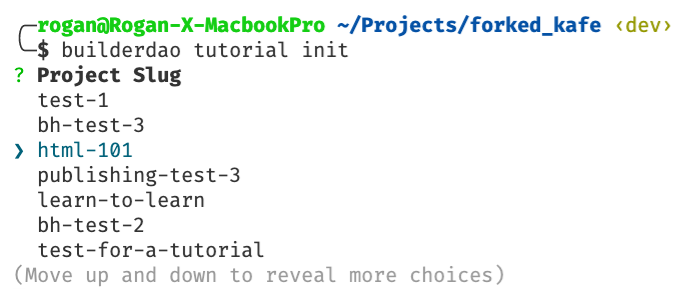 rogan@Rogan-X-MacbookPro ~/Projects/forked_kafe ‹dev›
$ builderdao tutorial init
? Project Slug
test-1
bh-test-3
❯ html-101
publishing-test-3
learn-to-learn
bh-test-2
test-for-a-tutorial
(Move up and down to reveal more choices)